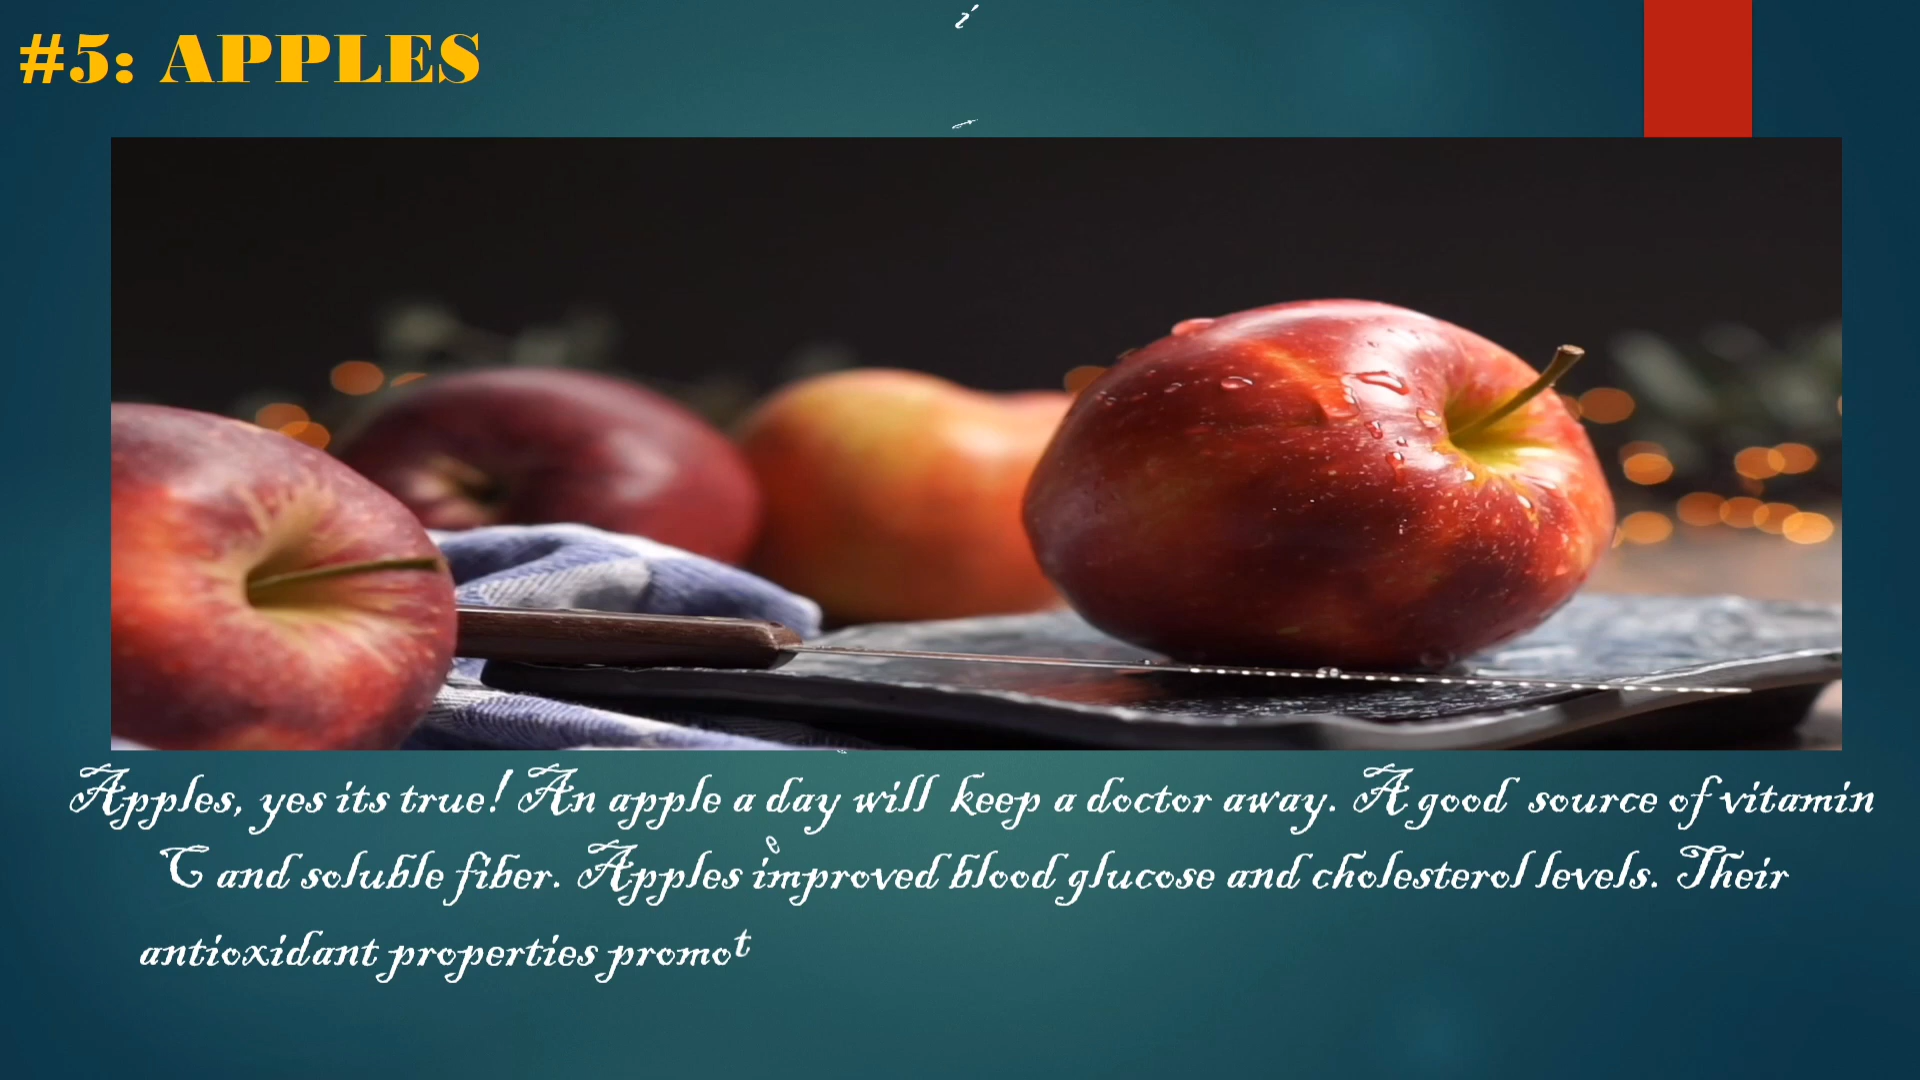 #5: APPLES
Apples, yes its true! An apple a day will keep a doctor away. A good source of vitamin
C and soluble fiber. Apples improved blood glucose and cholesterol levels. Their
antioxidant properties promot